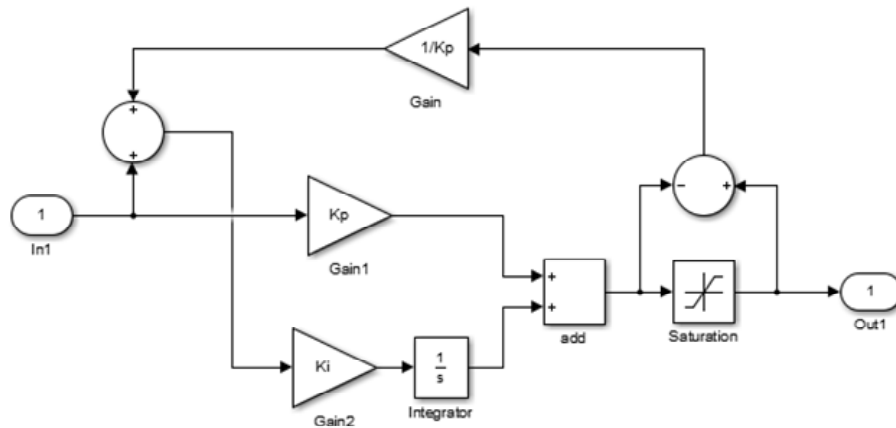 1/Kp
Gain
+
+
1
In1
Kp
Gain1
−
+
+
+
add
Saturation
1
Out1
Ki
Gain2
1
s
Integrator